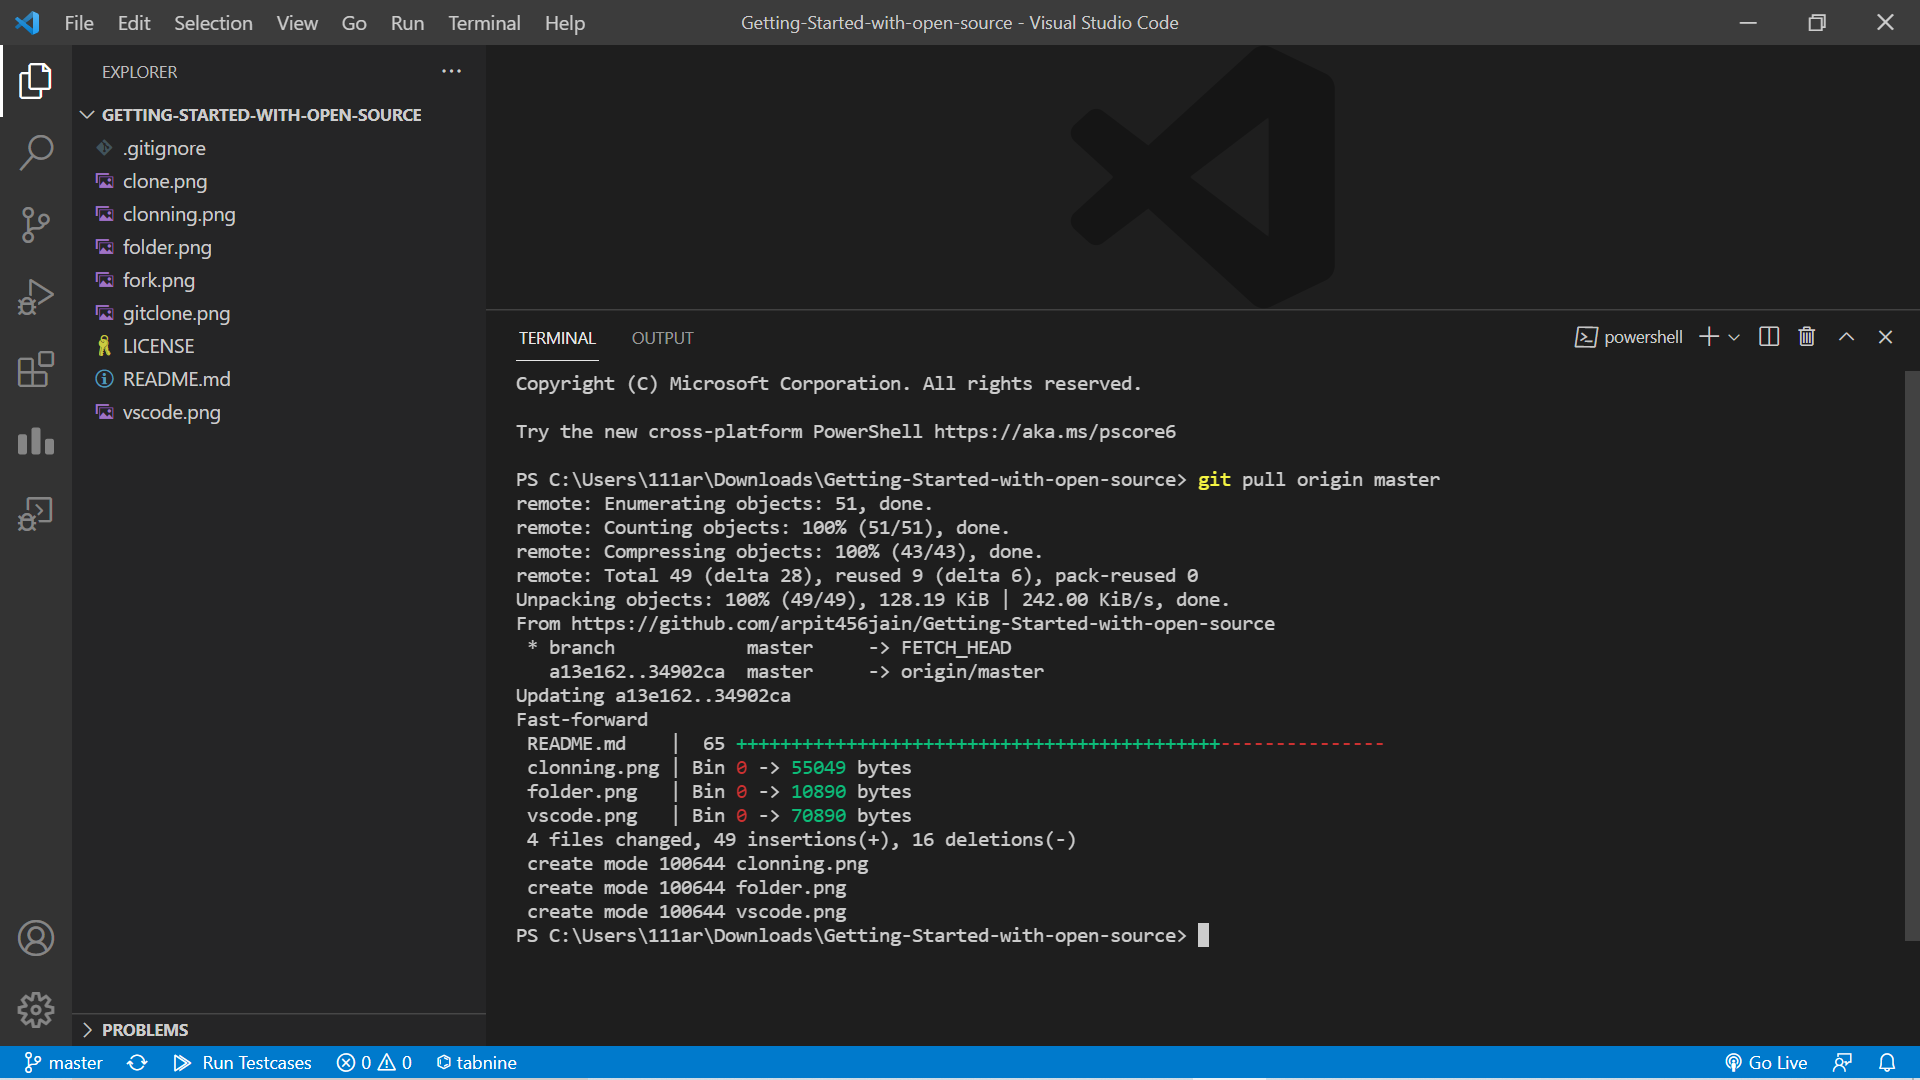 File Edit Selection View Go Run Terminal Help Getting-Started-with-open-source - Visual Studio Code
EXPLORER
GETTING-STARTED-WITH-OPEN-SOURCE
.gitignore
clone.png
clonning.png
folder.png
fork.png
gitclone.png
LICENSE
README.md
vscode.png
PROBLEMS
TERMINAL OUTPUT powershell
Copyright (C) Microsoft Corporation. All rights reserved.
Try the new cross-platform PowerShell https://aka.ms/pscore6
PS C:\Users\111ar\Downloads\Getting-Started-with-open-source> git pull origin master
remote: Enumerating objects: 51, done.
remote: Counting objects: 100% (51/51), done.
remote: Compressing objects: 100% (43/43), done.
remote: Total 49 (delta 28), reused 9 (delta 6), pack-reused 0
Unpacking objects: 100% (49/49), 128.19 KiB | 242.00 KiB/s, done.
From https://github.com/arpit456jain/Getting-Started-with-open-source
 * branch            master     -> FETCH_HEAD
   a13e162..34902ca  master     -> origin/master
Updating a13e162..34902ca
Fast-forward
 README.md    |  65 ++++++++++++++++++++++++++++++++++++++++++++---------------
 clonning.png | Bin 0 -> 55049 bytes
 folder.png   | Bin 0 -> 10890 bytes
 vscode.png   | Bin 0 -> 70890 bytes
 4 files changed, 49 insertions(+), 16 deletions(-)
 create mode 100644 clonning.png
 create mode 100644 folder.png
 create mode 100644 vscode.png
PS C:\Users\111ar\Downloads\Getting-Started-with-open-source>
master Run Testcases 0 0 tabnine Go Live